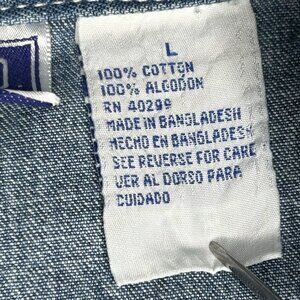 L
100% COTTEN
100% ALGODON
RN 40299
MADE IN BANGLADESH
HECHO EN BANGLADESH
SEE REVERSE FOR CARE
VER AL DORSO PARA
CUIDADO